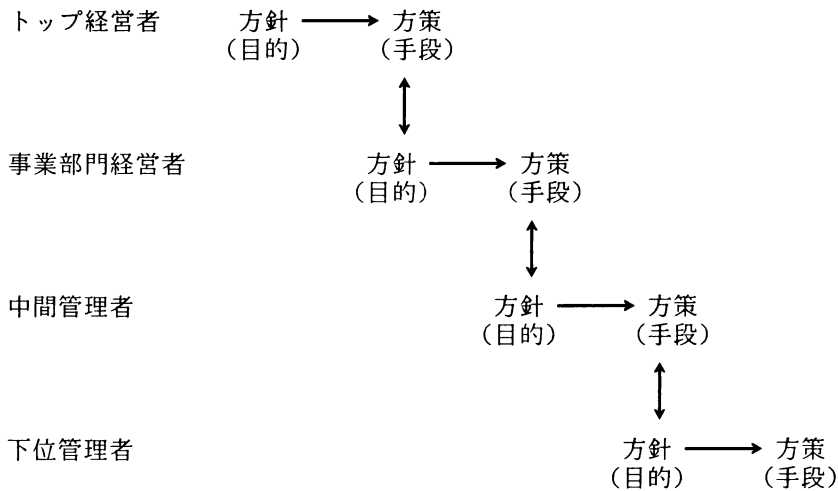 トップ経営者 方針 方策
(目的) (手段)
事業部門経営者 方針 方策
(目的) (手段)
中間管理者 方針 方策
(目的) (手段)
下位管理者 方針 方策
(目的) (手段)